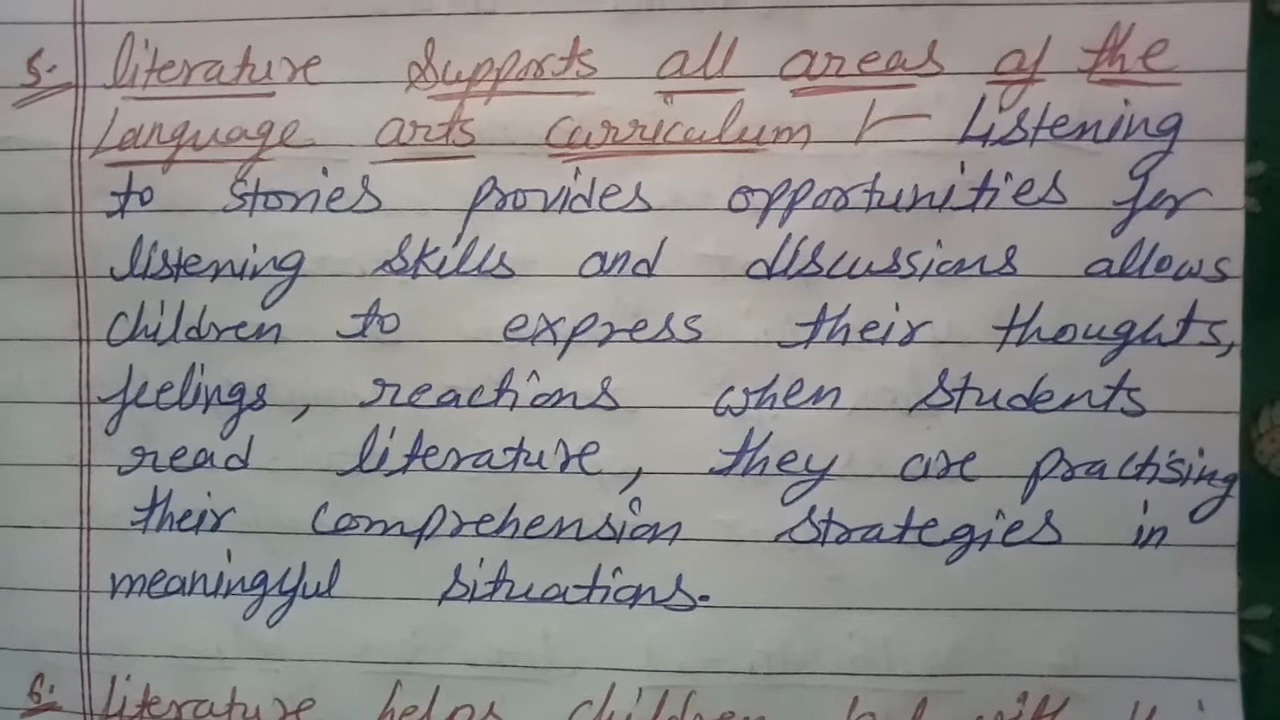 5. literature Supports all areas of the
Language arts curriculum :- Listening
to Stories provides opportunities for
listening skills and discussions allows
children to express their thoughts,
feelings, reactions when students
read literature, they are practising
their comprehension strategies in
meaningful situations.
6. literature helps children